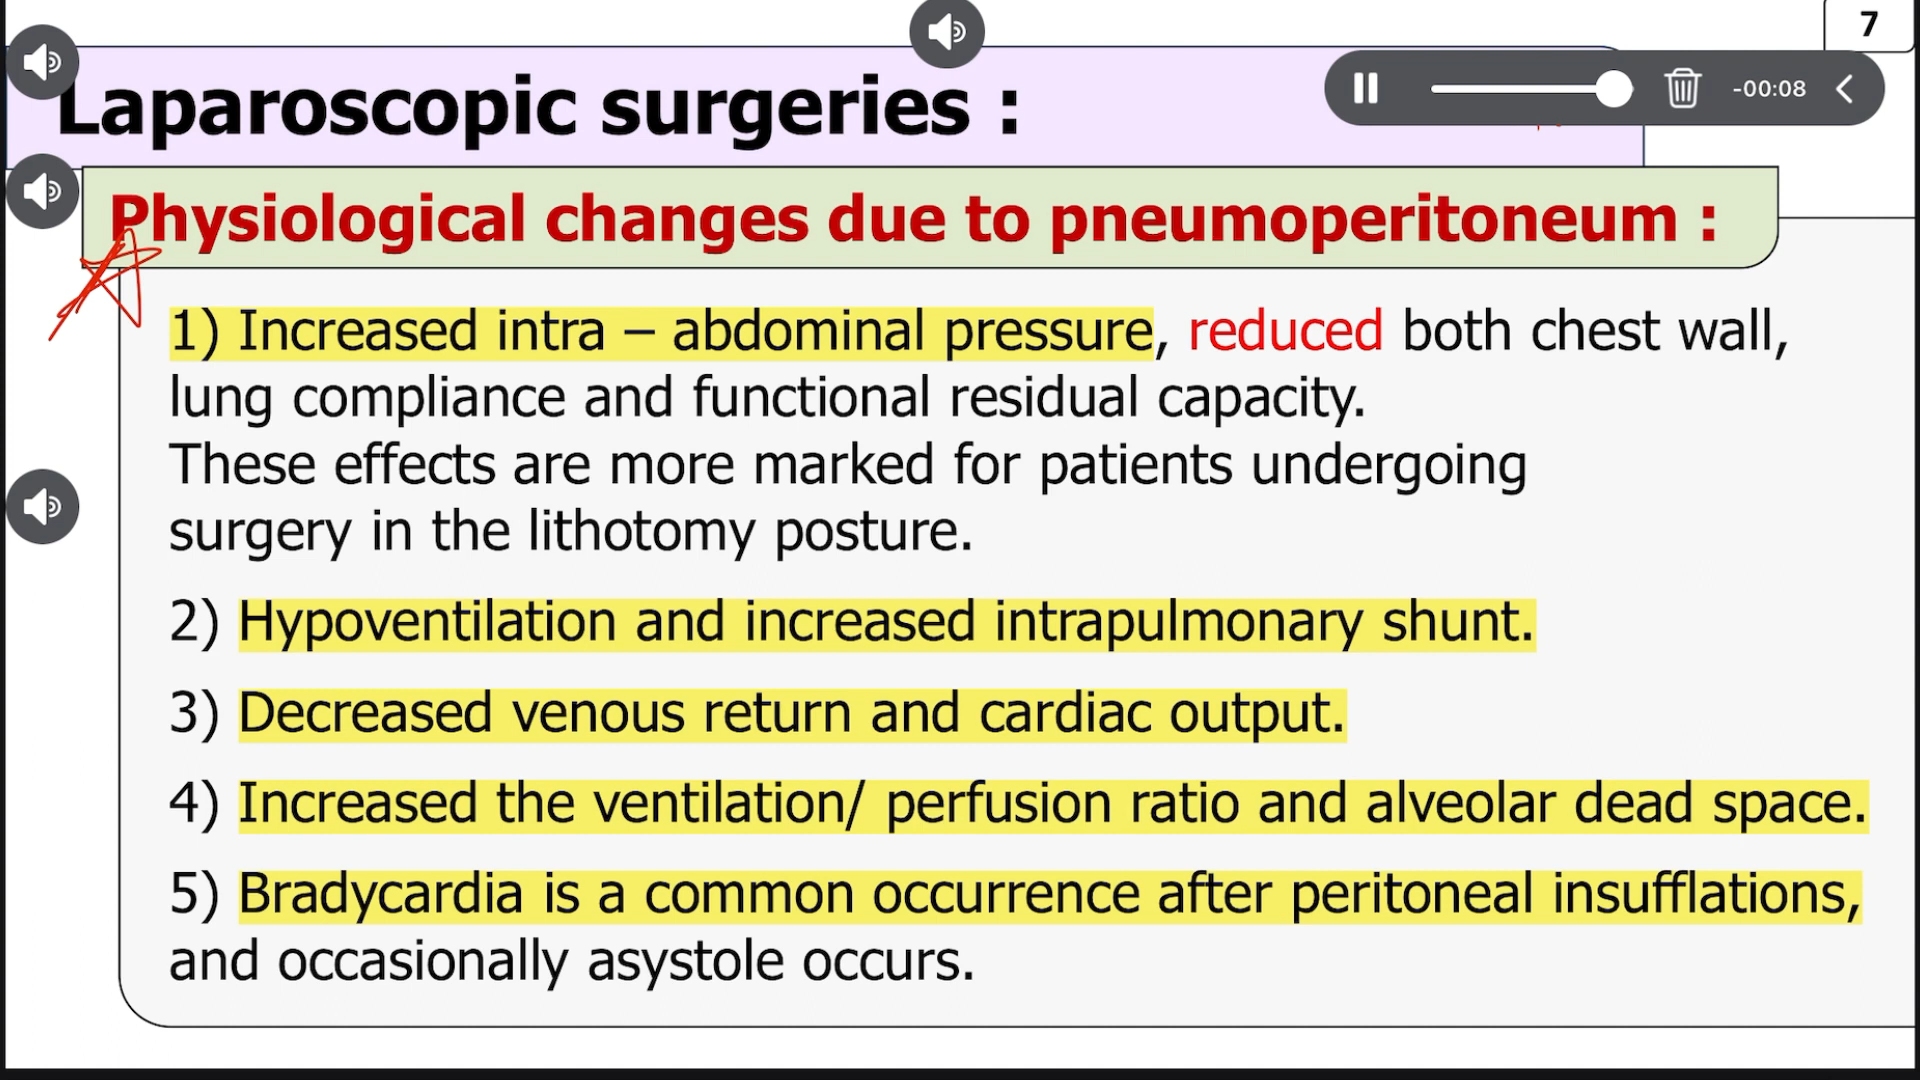 7
Laparoscopic surgeries :
-00:08
Physiological changes due to pneumoperitoneum :
1) Increased intra – abdominal pressure, reduced both chest wall,
lung compliance and functional residual capacity.
These effects are more marked for patients undergoing
surgery in the lithotomy posture.
2) Hypoventilation and increased intrapulmonary shunt.
3) Decreased venous return and cardiac output.
4) Increased the ventilation/ perfusion ratio and alveolar dead space.
5) Bradycardia is a common occurrence after peritoneal insufflations,
and occasionally asystole occurs.